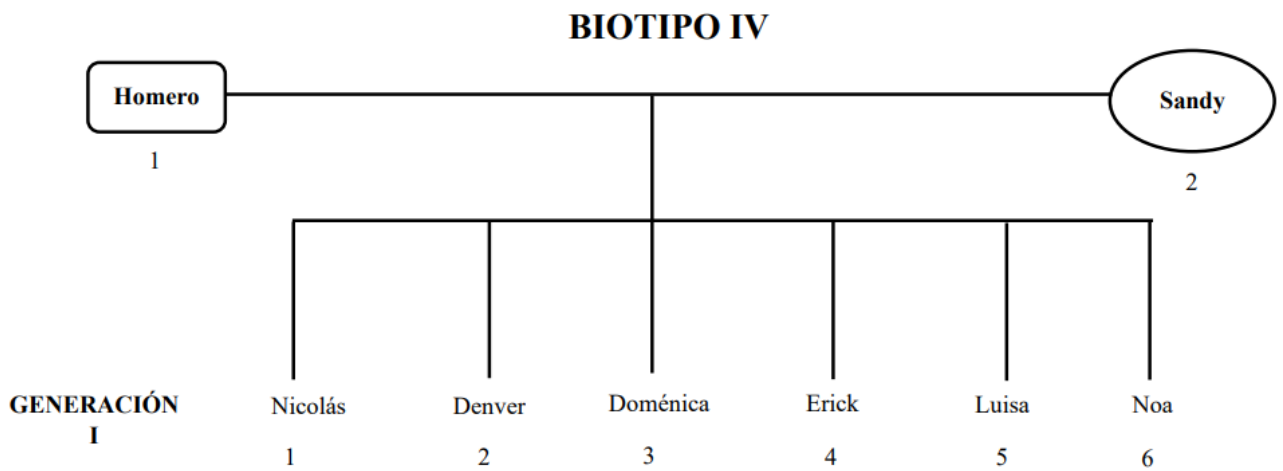 BIOTIPO IV
Homero
Sandy
1
2
GENERACIÓN
I
Nicolás Denver Doménica Erick Luisa Noa
1 2 3 4 5 6